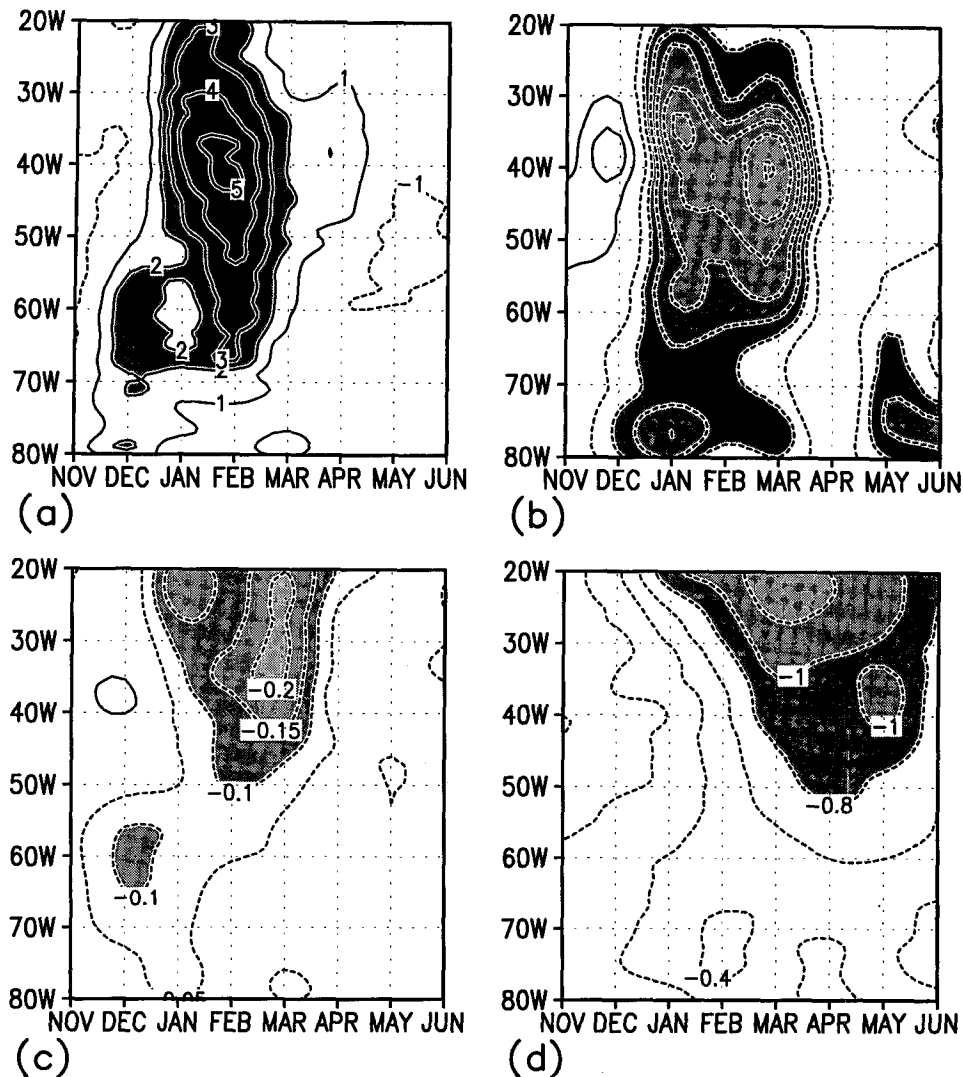 20W
30W
40W
50W
60W
70W
80W
NOV DEC JAN FEB MAR APR MAY JUN
3
4
5
2
2
3
2
1
1
-1
(a)
20W
30W
40W
50W
60W
70W
80W
NOV DEC JAN FEB MAR APR MAY JUN
(b)
20W
30W
40W
50W
60W
70W
80W
NOV DEC JAN FEB MAR APR MAY JUN
-0.2
-0.15
-0.1
-0.1
(c)
20W
30W
40W
50W
60W
70W
80W
NOV DEC JAN FEB MAR APR MAY JUN
-1
-1
-0.8
-0.4
(d)